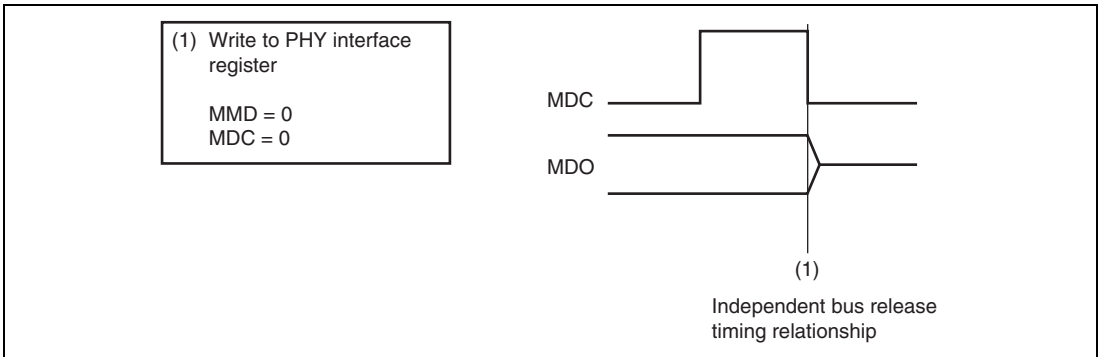 (1) Write to PHY interface
register
MMD = 0
MDC = 0
MDC
MDO
(1)
Independent bus release
timing relationship